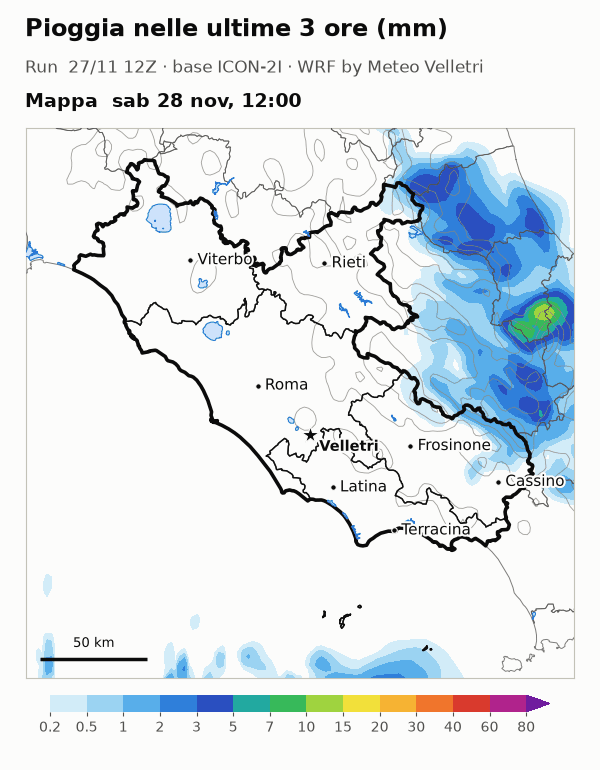 Pioggia nelle ultime 3 ore (mm)
Run  27/11 12Z · base ICON-2I · WRF by Meteo Velletri
Mappa  sab 28 nov, 12:00
Viterbo
Rieti
Roma
Velletri
Frosinone
Latina
Cassino
Terracina
50 km
0.2 0.5 1 2 3 5 7 10 15 20 30 40 60 80